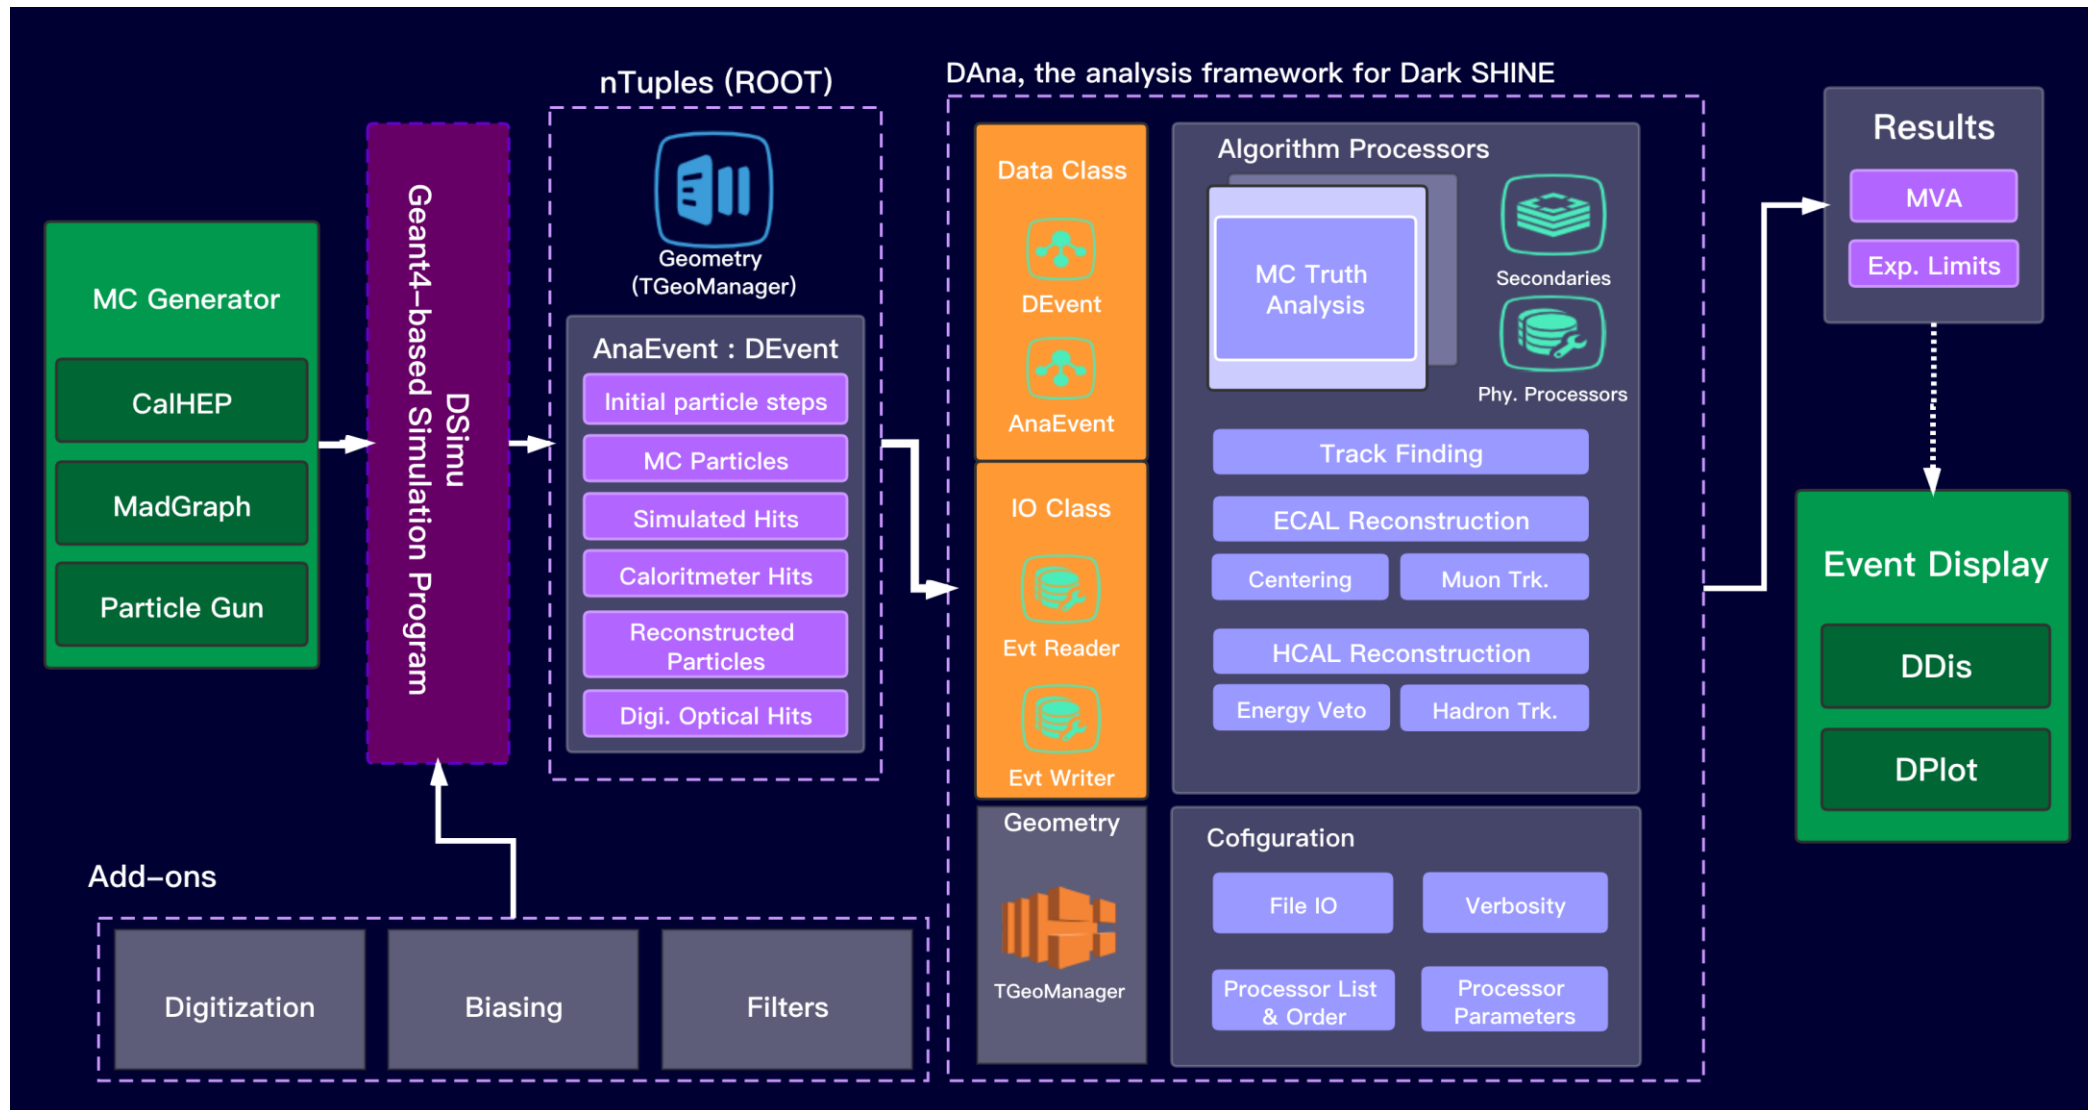 MC Generator
CalHEP
MadGraph
Particle Gun
DSimu
Geant4-based Simulation Program
Add-ons
Digitization
Biasing
Filters
nTuples (ROOT)
Geometry
(TGeoManager)
AnaEvent : DEvent
Initial particle steps
MC Particles
Simulated Hits
Caloritmeter Hits
Reconstructed
Particles
Digi. Optical Hits
DAna, the analysis framework for Dark SHINE
Data Class
DEvent
AnaEvent
IO Class
Evt Reader
Evt Writer
Geometry
TGeoManager
Algorithm Processors
MC Truth
Analysis
Secondaries
Phy. Processors
Track Finding
ECAL Reconstruction
Centering
Muon Trk.
HCAL Reconstruction
Energy Veto
Hadron Trk.
Cofiguration
File IO
Verbosity
Processor List
& Order
Processor
Parameters
Results
MVA
Exp. Limits
Event Display
DDis
DPlot